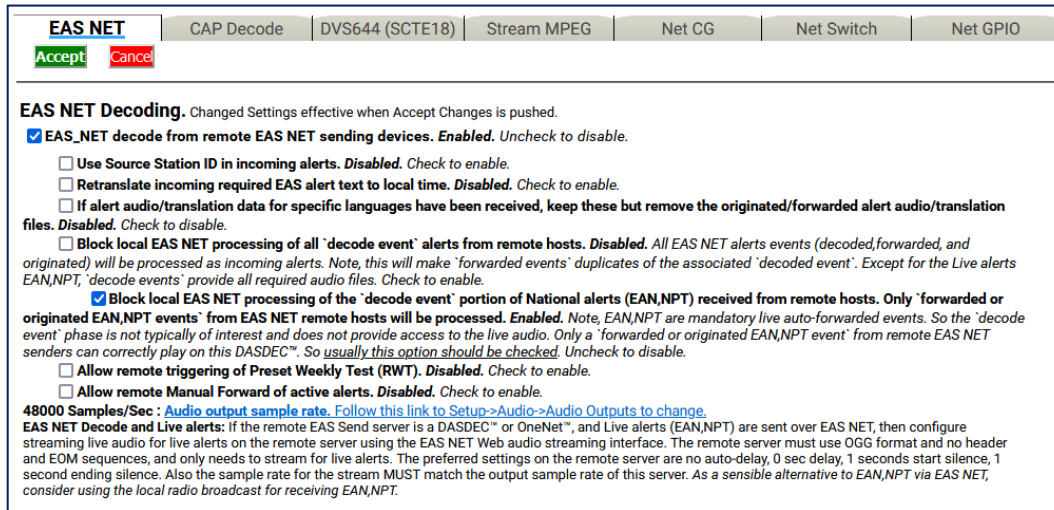 EAS NET CAP Decode DVS644 (SCTE18) Stream MPEG Net CG Net Switch Net GPIO
Accept Cancel
EAS NET Decoding. Changed Settings effective when Accept Changes is pushed.
EAS_NET decode from remote EAS NET sending devices. Enabled. Uncheck to disable.
Use Source Station ID in incoming alerts. Disabled. Check to enable.
Retranslate incoming required EAS alert text to local time. Disabled. Check to enable.
If alert audio/translation data for specific languages have been received, keep these but remove the originated/forwarded alert audio/translation
files. Disabled. Check to disable.
Block local EAS NET processing of all `decode event` alerts from remote hosts. Disabled. All EAS NET alerts events (decoded,forwarded, and
originated) will be processed as incoming alerts. Note, this will make `forwarded events` duplicates of the associated `decoded event`. Except for the Live alerts
EAN,NPT, `decode events` provide all required audio files. Check to enable.
Block local EAS NET processing of the `decode event` portion of National alerts (EAN,NPT) received from remote hosts. Only `forwarded or
originated EAN,NPT events` from EAS NET remote hosts will be processed. Enabled. Note, EAN,NPT are mandatory live auto-forwarded events. So the `decode
event` phase is not typically of interest and does not provide access to the live audio. Only a `forwarded or originated EAN,NPT event` from remote EAS NET
senders can correctly play on this DASDEC™. So usually this option should be checked. Uncheck to disable.
Allow remote triggering of Preset Weekly Test (RWT). Disabled. Check to enable.
Allow remote Manual Forward of active alerts. Disabled. Check to enable.
48000 Samples/Sec : Audio output sample rate. Follow this link to Setup->Audio->Audio Outputs to change.
EAS NET Decode and Live alerts: If the remote EAS Send server is a DASDEC™ or OneNet™, and Live alerts (EAN,NPT) are sent over EAS NET, then configure
streaming live audio for live alerts on the remote server using the EAS NET Web audio streaming interface. The remote server must use OGG format and no header
and EOM sequences, and only needs to stream for live alerts. The preferred settings on the remote server are no auto-delay, 0 sec delay, 1 seconds start silence, 1
second ending silence. Also the sample rate for the stream MUST match the output sample rate of this server. As a sensible alternative to EAN,NPT via EAS NET,
consider using the local radio broadcast for receiving EAN,NPT.